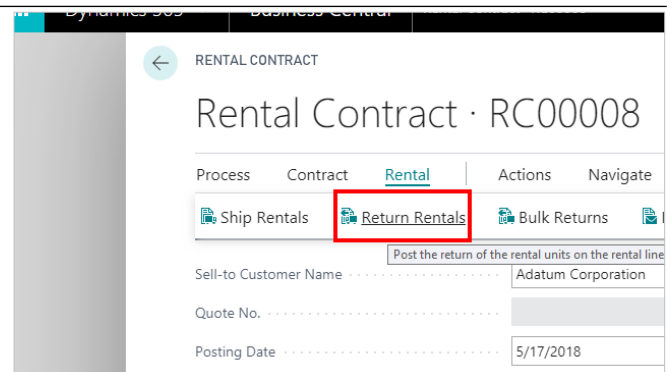 Dynamics 365 Business Central
RENTAL CONTRACT
Rental Contract · RC00008
Process Contract Rental Actions Navigate
Ship Rentals Return Rentals Bulk Returns
Post the return of the rental units on the rental line
Sell-to Customer Name Adatum Corporation
Quote No.
Posting Date 5/17/2018